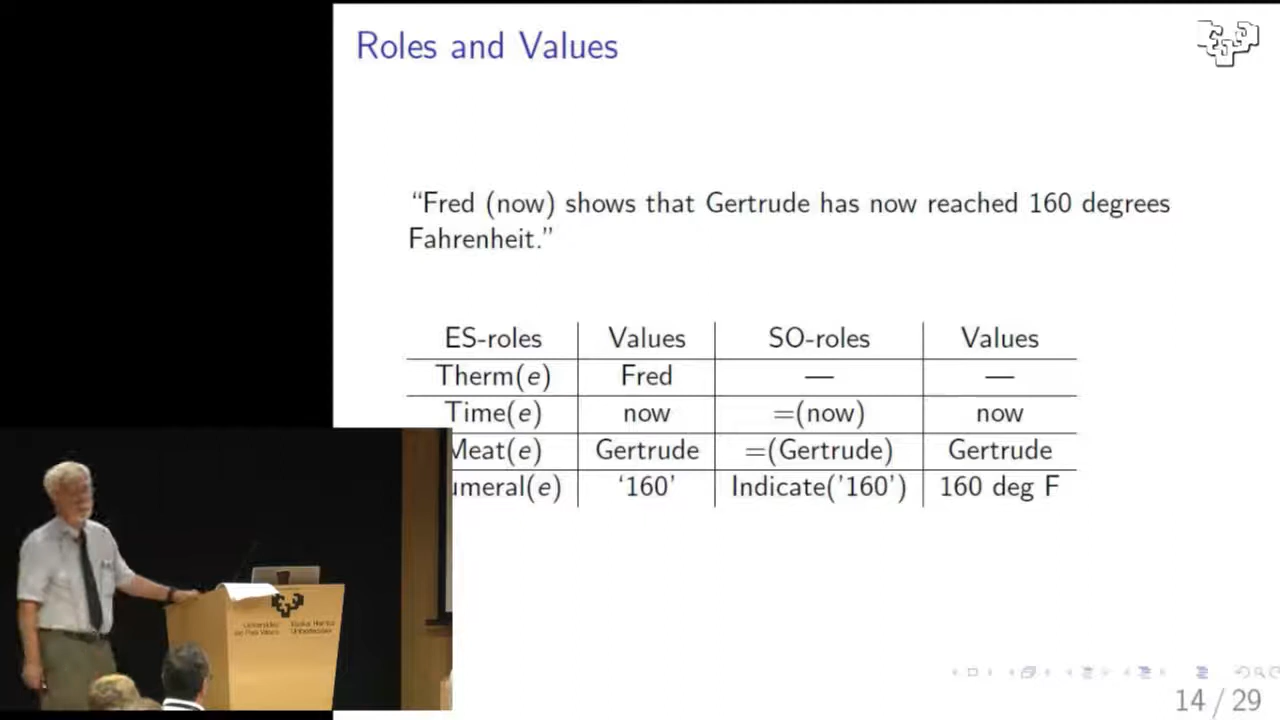 Roles and Values
“Fred (now) shows that Gertrude has now reached 160 degrees
Fahrenheit.”
ES-roles Values SO-roles Values
Therm(e) Fred — —
Time(e) now =(now) now
Meat(e) Gertrude =(Gertrude) Gertrude
umeral(e) ‘160’ Indicate(’160’) 160 deg F
14 / 29